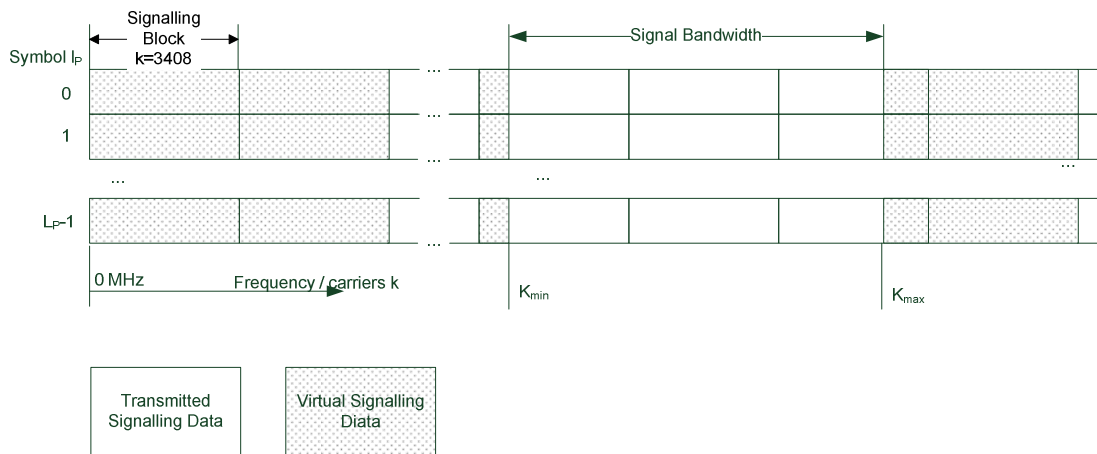 Signalling
Block
k=3408
Signal Bandwidth
Symbol lP
...
0
...
1
...
...
...
...
LP-1
...
0 MHz
Frequency / carriers k
Kmin
Kmax
Transmitted
Signalling Data
Virtual Signalling
Diata